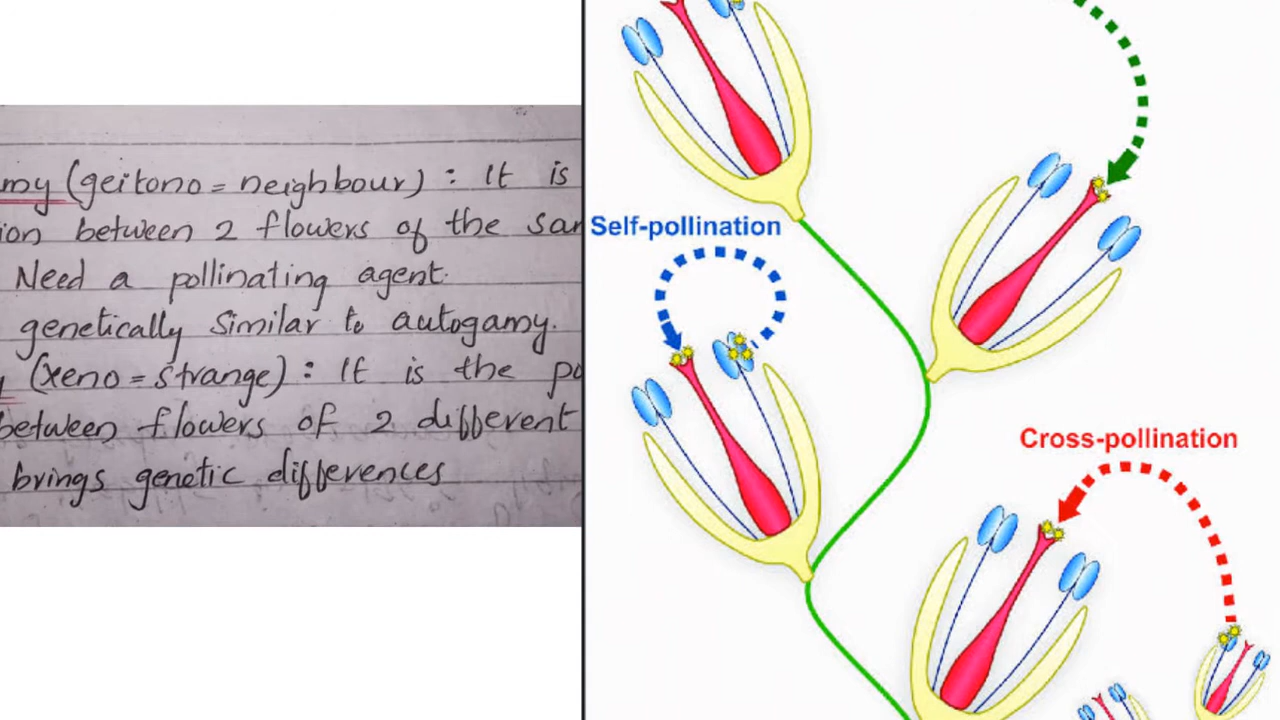 my (geitono = neighbour) : It is
ion between 2 flowers of the sam
Need a pollinating agent.
genetically similar to autogamy.
(xeno = strange) : It is the po
between flowers of 2 different
brings genetic differences
Self-pollination
Cross-pollination